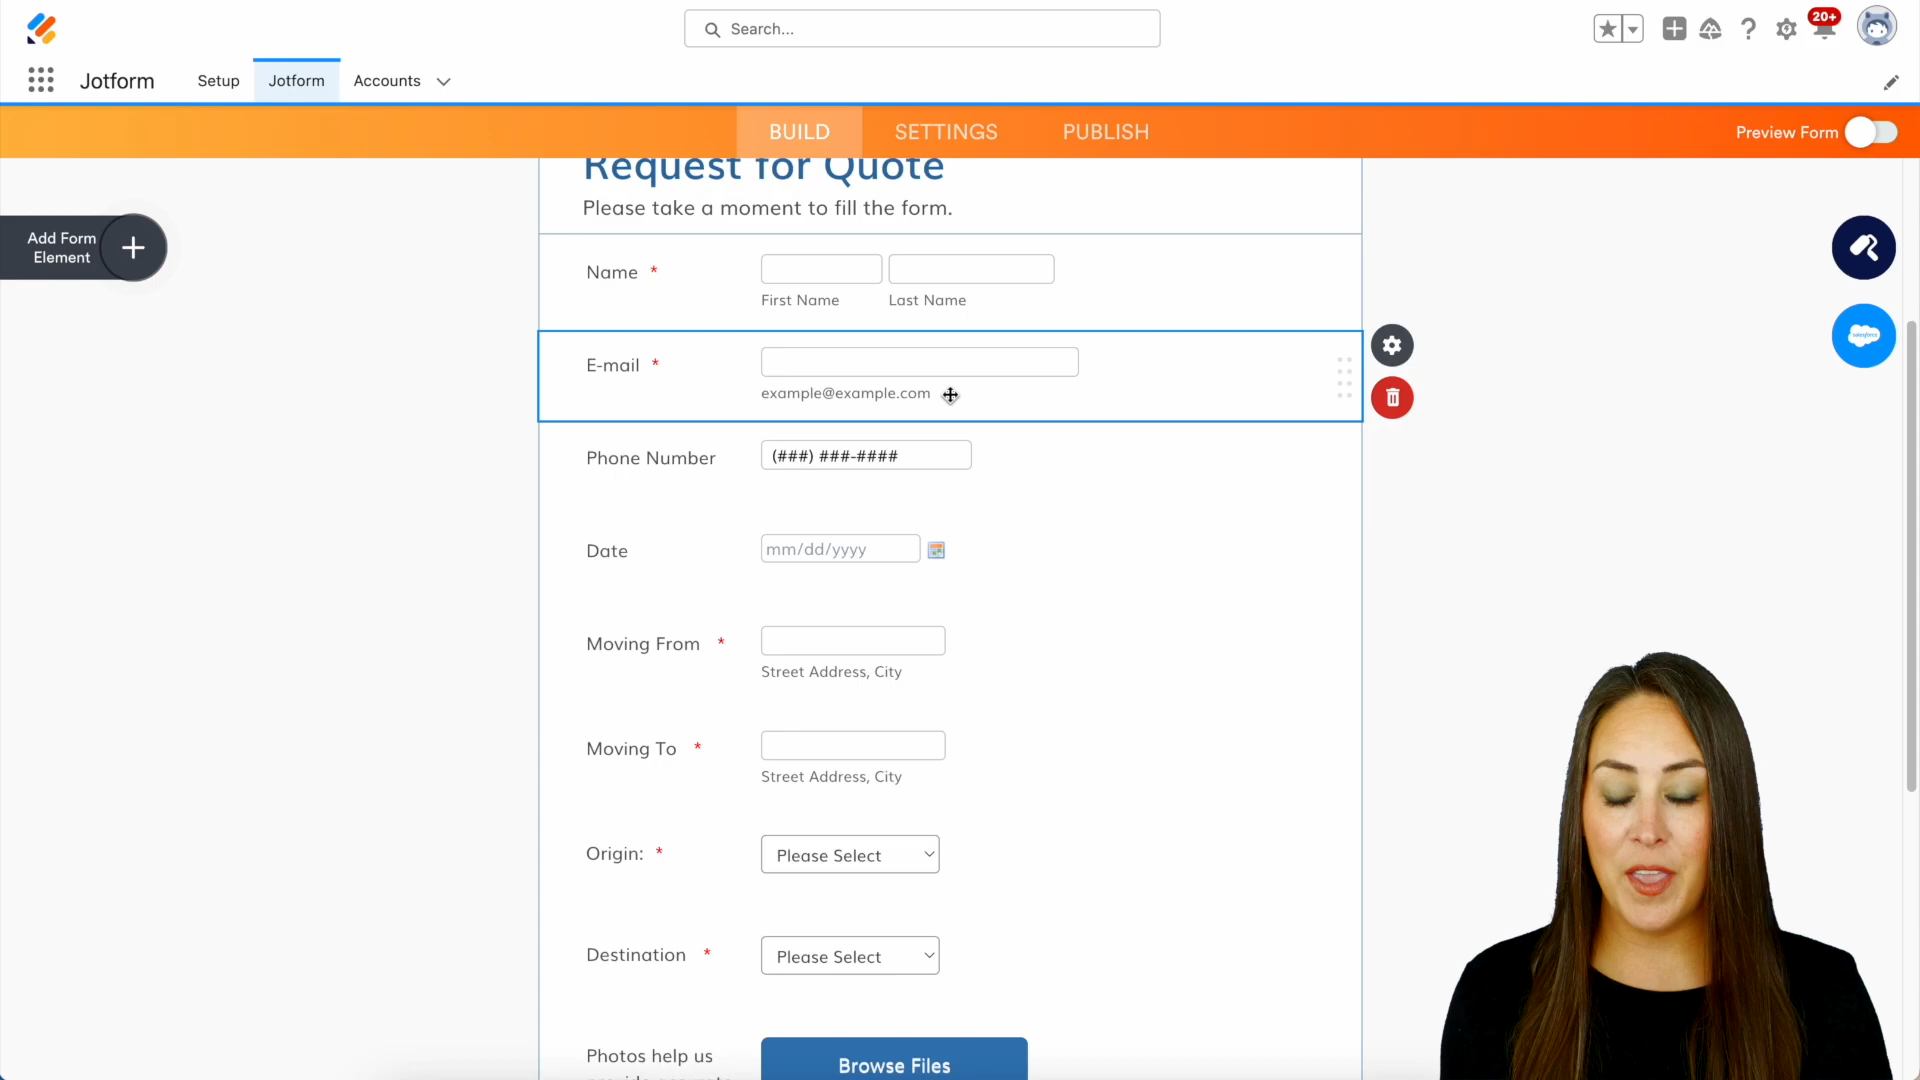 Search...
20+
Jotform
Setup
Jotform
Accounts
BUILD
SETTINGS
PUBLISH
Preview Form
Request for Quote
Please take a moment to fill the form.
Add Form
Element
Name *
First Name
Last Name
salesforce
E-mail *
example@example.com
Phone Number
(###) ###-####
Date
mm/dd/yyyy
Moving From *
Street Address, City
Moving To *
Street Address, City
Origin: *
Please Select
Destination *
Please Select
Photos help us
Browse Files